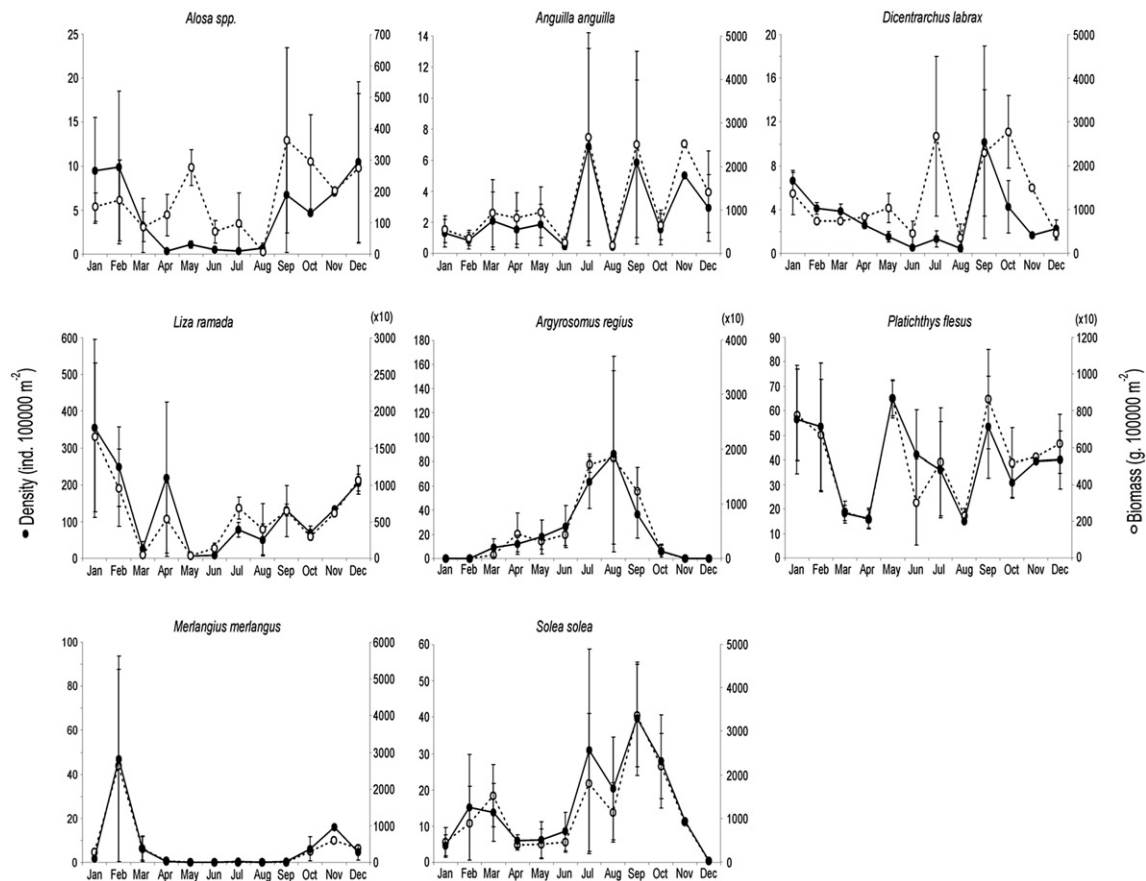 Alosa spp.
25 20 15 10 5 0
700 600 500 400 300 200 100 0
Jan Feb Mar Apr May Jun Jul Aug Sep Oct Nov Dec
Anguilla anguilla
14 12 10 8 6 4 2 0
5000 4000 3000 2000 1000 0
Jan Feb Mar Apr May Jun Jul Aug Sep Oct Nov Dec
Dicentrarchus labrax
20 16 12 8 4 0
5000 4000 3000 2000 1000 0
Jan Feb Mar Apr May Jun Jul Aug Sep Oct Nov Dec
● Density (ind. 100000 m⁻²)
Liza ramada
(x10)
600 500 400 300 200 100 0
3000 2500 2000 1500 1000 500 0
Jan Feb Mar Apr May Jun Jul Aug Sep Oct Nov Dec
Argyrosomus regius
(x10)
180 160 140 120 100 80 60 40 20 0
4000 3000 2000 1000 0
Jan Feb Mar Apr May Jun Jul Aug Sep Oct Nov Dec
Platichthys flesus
(x10)
90 80 70 60 50 40 30 20 10 0
1200 1000 800 600 400 200 0
Jan Feb Mar Apr May Jun Jul Aug Sep Oct Nov Dec
○ Biomass (g. 100000 m⁻²)
Merlangius merlangus
100 80 60 40 20 0
6000 5000 4000 3000 2000 1000 0
Jan Feb Mar Apr May Jun Jul Aug Sep Oct Nov Dec
Solea solea
60 50 40 30 20 10 0
5000 4000 3000 2000 1000 0
Jan Feb Mar Apr May Jun Jul Aug Sep Oct Nov Dec